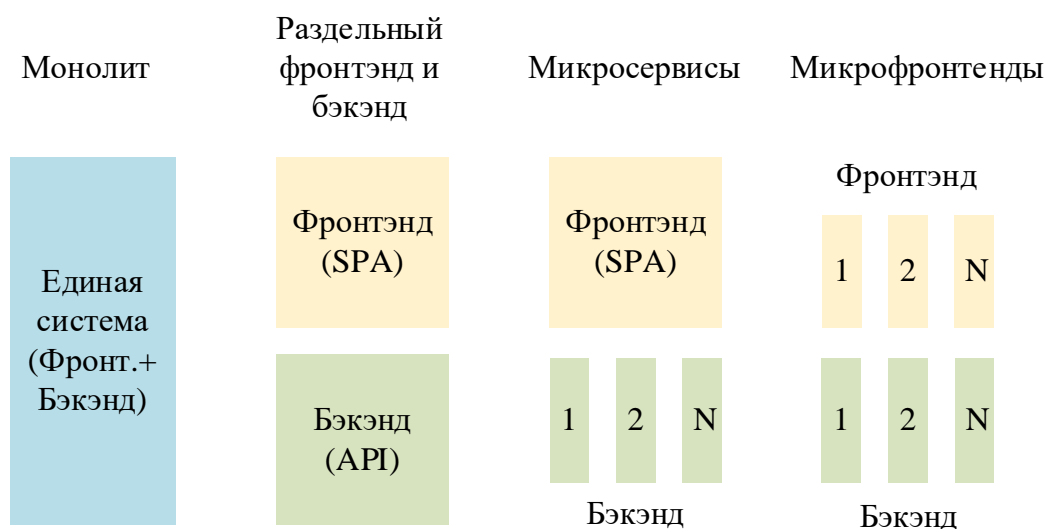 Монолит
Раздельный
фронтэнд и
бэкэнд
Микросервисы
Микрофронтенды
Единая
система
(Фронт.+
Бэкэнд)
Фронтэнд
(SPA)
Бэкэнд
(API)
Фронтэнд
(SPA)
1 2 N
Бэкэнд
Фронтэнд
1 2 N
1 2 N
Бэкэнд